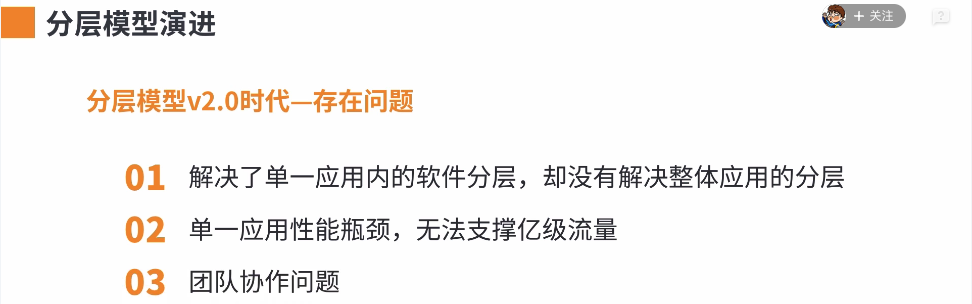 分层模型演进
+ 关注
?
分层模型v2.0时代—存在问题
01 解决了单一应用内的软件分层，却没有解决整体应用的分层
02 单一应用性能瓶颈，无法支撑亿级流量
03 团队协作问题